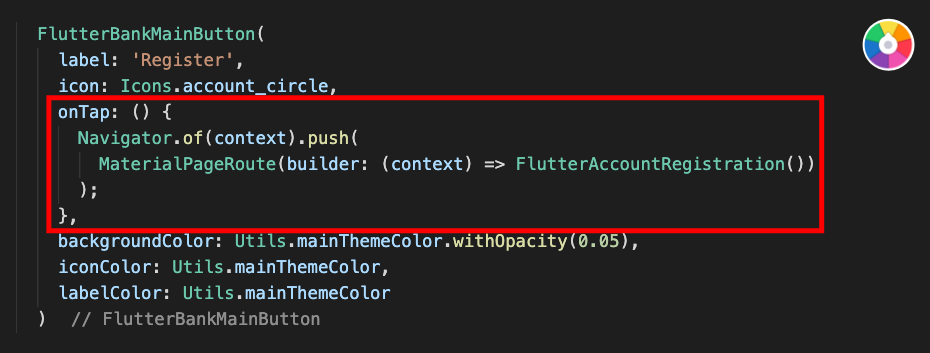 FlutterBankMainButton(
label: 'Register',
icon: Icons.account_circle,
onTap: () {
Navigator.of(context).push(
MaterialPageRoute(builder: (context) => FlutterAccountRegistration())
);
},
backgroundColor: Utils.mainThemeColor.withOpacity(0.05),
iconColor: Utils.mainThemeColor,
labelColor: Utils.mainThemeColor
) // FlutterBankMainButton